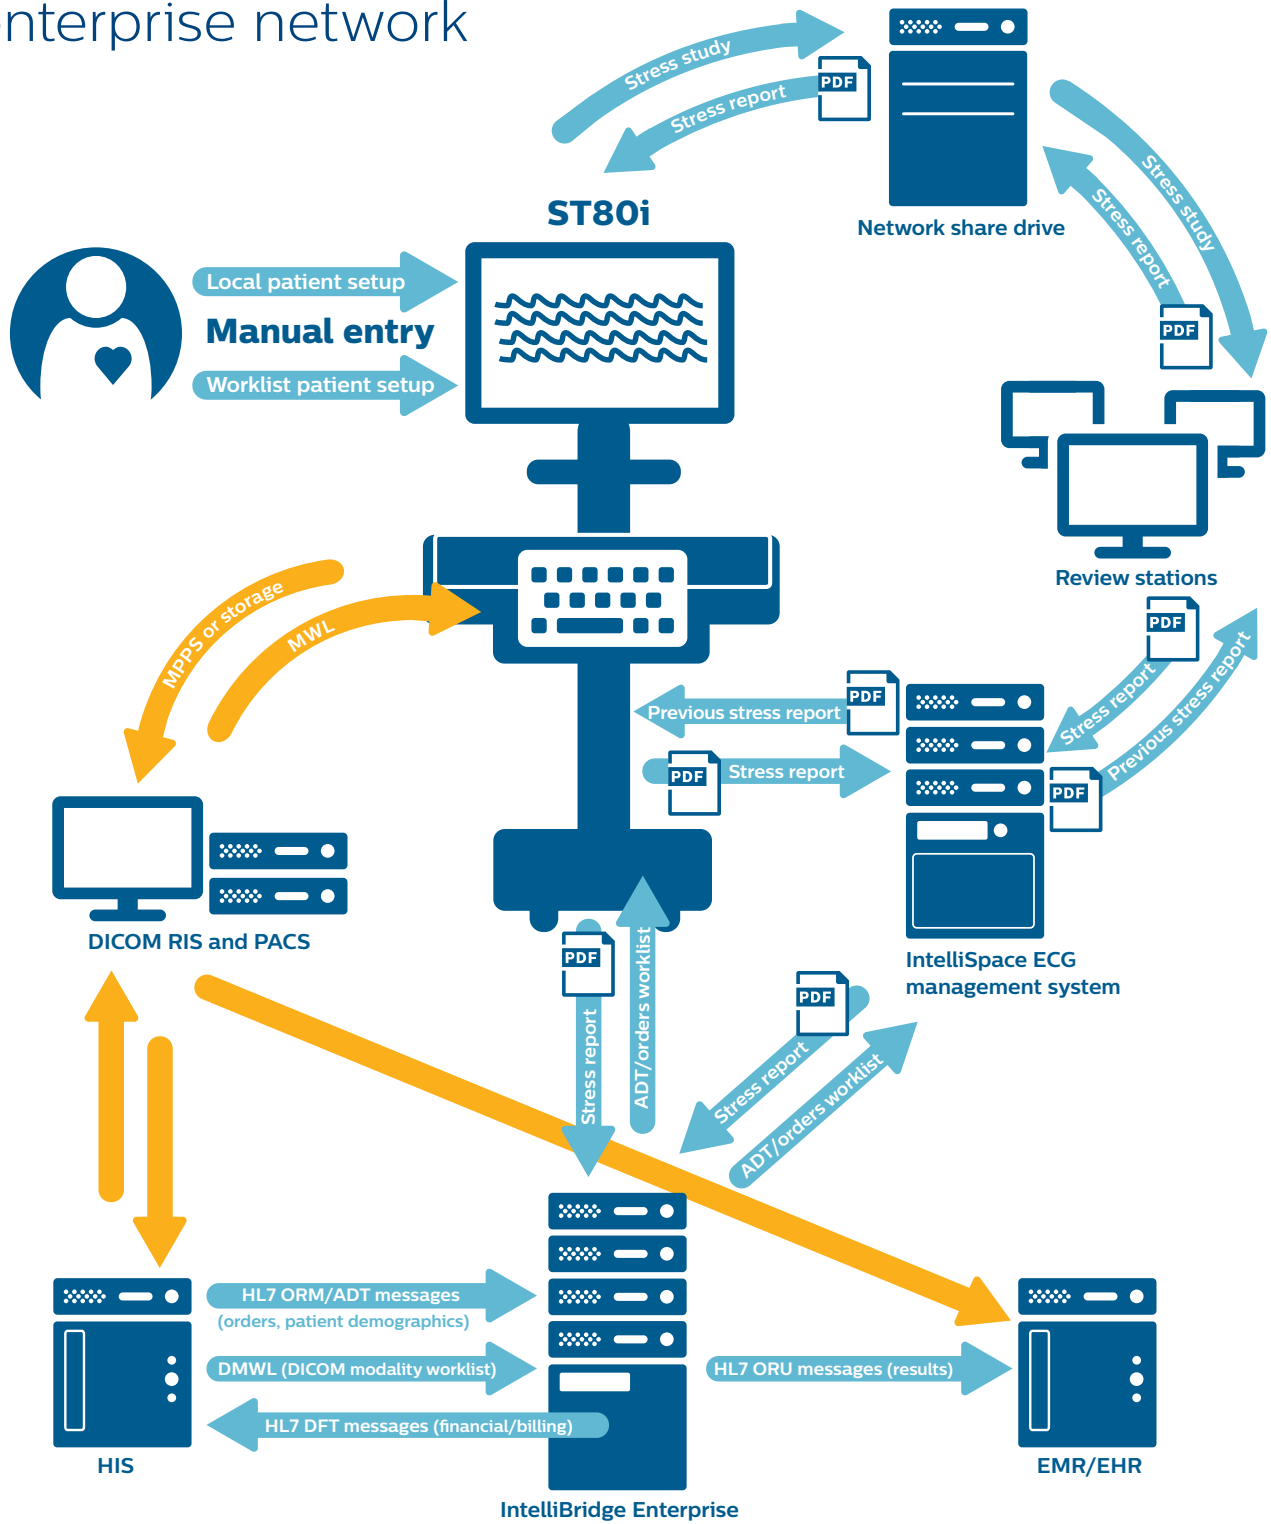 enterprise network
Stress study
PDF
Stress report
Network share drive
Stress study
Stress report
PDF
ST80i
Local patient setup
Manual entry
Worklist patient setup
Review stations
MPPS or storage
MWL
PDF
Stress report
Previous stress report
PDF
Previous stress report
PDF
PDF
Stress report
DICOM RIS and PACS
IntelliSpace ECG
management system
PDF
Stress report
ADT/orders worklist
PDF
Stress report
ADT/orders worklist
HL7 ORM/ADT messages
(orders, patient demographics)
DMWL (DICOM modality worklist)
HL7 DFT messages (financial/billing)
HL7 ORU messages (results)
HIS
EMR/EHR
IntelliBridge Enterprise